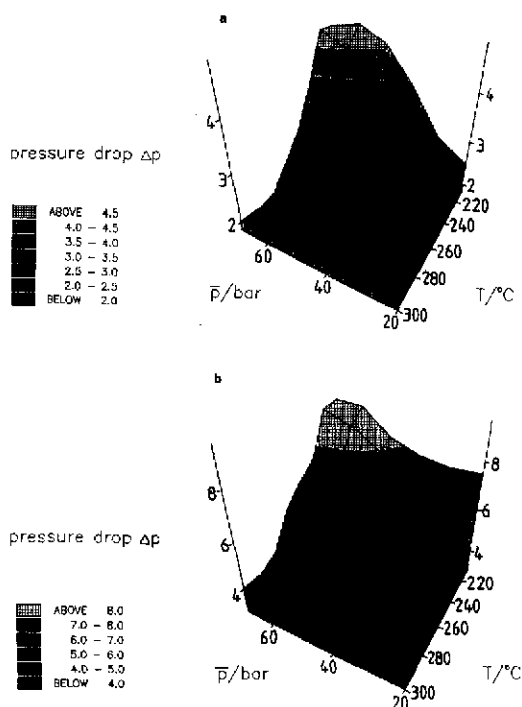 a
pressure drop Δp
ABOVE 4.5
4.0 – 4.5
3.5 – 4.0
3.0 – 3.5
2.5 – 3.0
2.0 – 2.5
BELOW 2.0
4
3
2
60
40
20
p̅/bar
4
3
2
220
240
260
280
300
T/°C
b
pressure drop Δp
ABOVE 8.0
7.0 – 8.0
6.0 – 7.0
5.0 – 6.0
4.0 – 5.0
BELOW 4.0
8
6
4
60
40
20
p̅/bar
8
6
4
220
240
260
280
300
T/°C